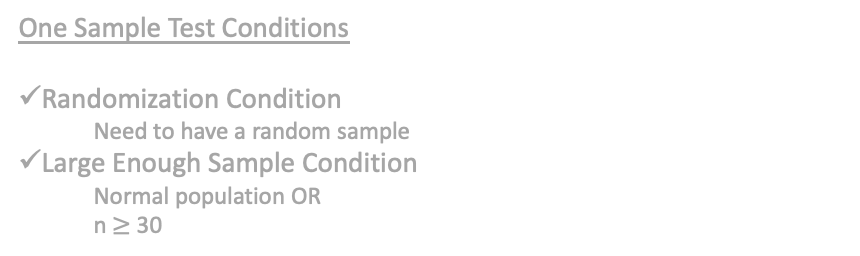 One Sample Test Conditions
✓Randomization Condition
Need to have a random sample
✓Large Enough Sample Condition
Normal population OR
n ≥ 30